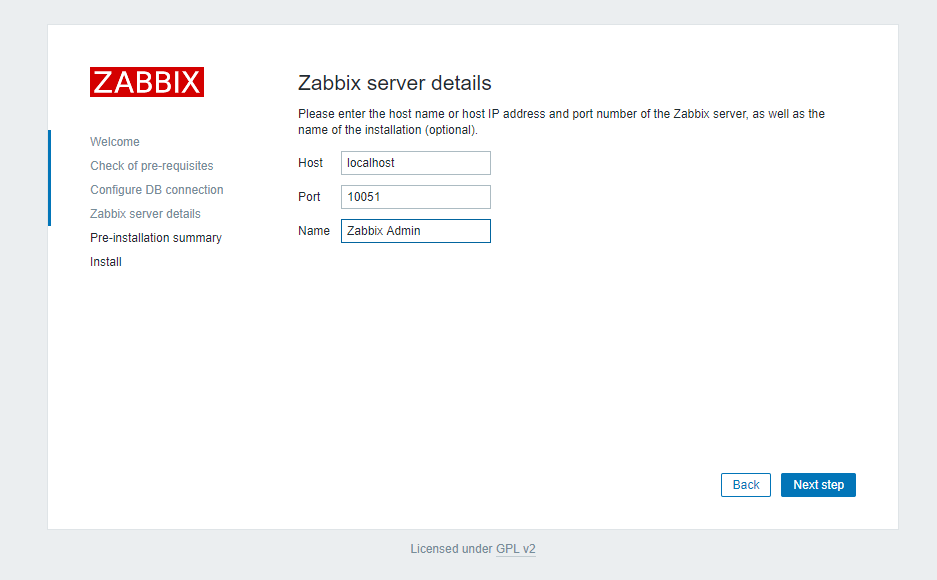 ZABBIX
Welcome
Check of pre-requisites
Configure DB connection
Zabbix server details
Pre-installation summary
Install
Zabbix server details
Please enter the host name or host IP address and port number of the Zabbix server, as well as the
name of the installation (optional).
Host localhost
Port 10051
Name Zabbix Admin
Back Next step
Licensed under GPL v2